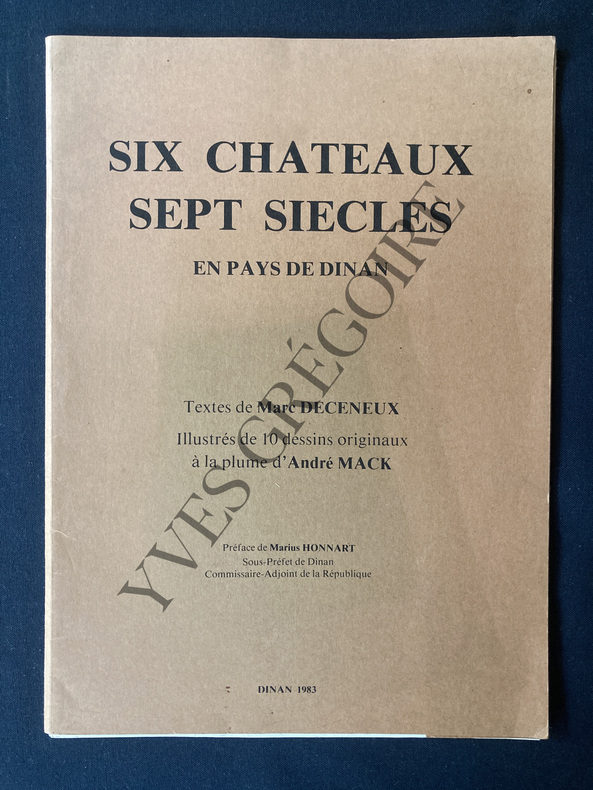 SIX CHATEAUX
SEPT SIECLES
EN PAYS DE DINAN
Textes de Marc DECENEUX
Illustrés de 10 dessins originaux
à la plume d'André MACK
Préface de Marius HONNART
Sous-Préfet de Dinan
Commissaire-Adjoint de la République
DINAN 1983
YVES GRÉGOIRE